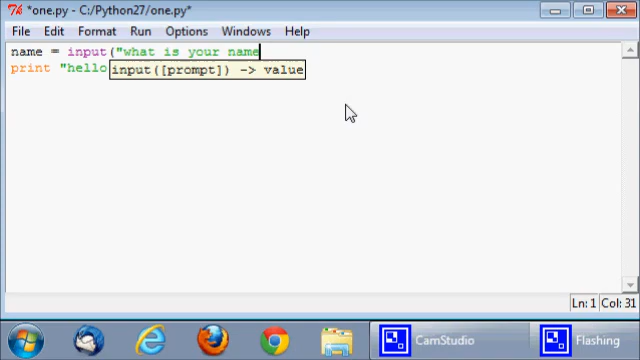 *one.py - C:/Python27/one.py*
File Edit Format Run Options Windows Help
name = input("what is your name
print "hello
input([prompt]) -> value
Ln: 1 Col: 31
CamStudio Flashing